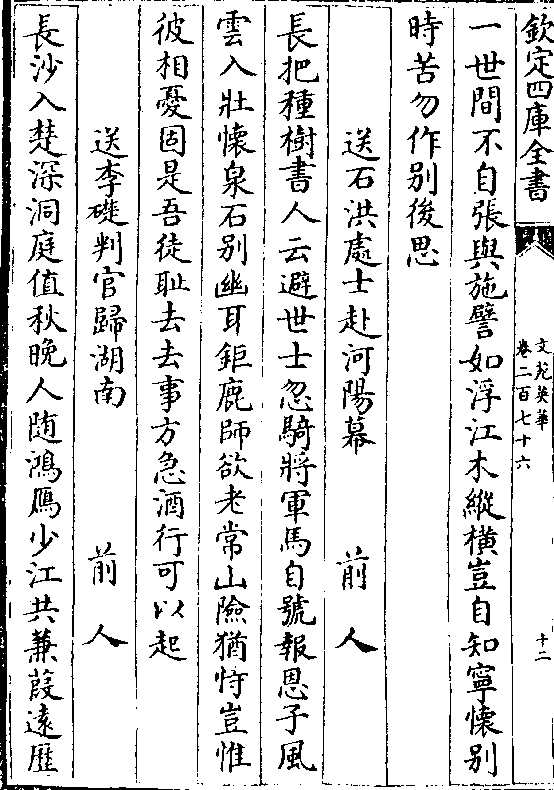 欽定四庫全書
文苑英華
卷二百七十六
十二
一世間不自張與施譬如浮江木縱橫豈自知寧懷别
時苦勿作别後思
送石洪處士赴河陽幕 前人
長把種樹書人云避世士忽騎將軍馬自號報恩子風
雲入壯懷泉石别幽耳鉅鹿師欲老常山險猶恃豈惟
彼相憂固是吾徒耻去去事方急酒行可以起
送李礎判官歸湖南 前人
長沙入楚深洞庭值秋晚人随鴻鴈少江共蒹葭遠歴